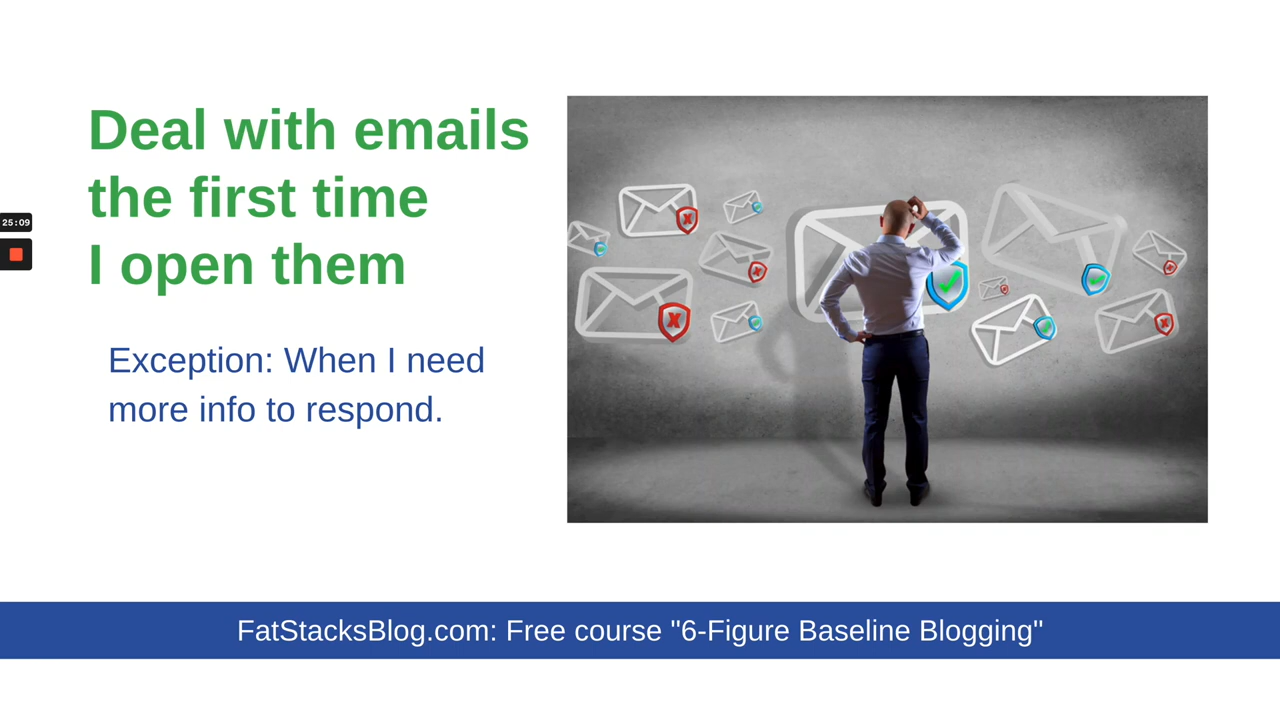 Deal with emails
the first time
I open them
25:09
Exception: When I need
more info to respond.
FatStacksBlog.com: Free course "6-Figure Baseline Blogging"